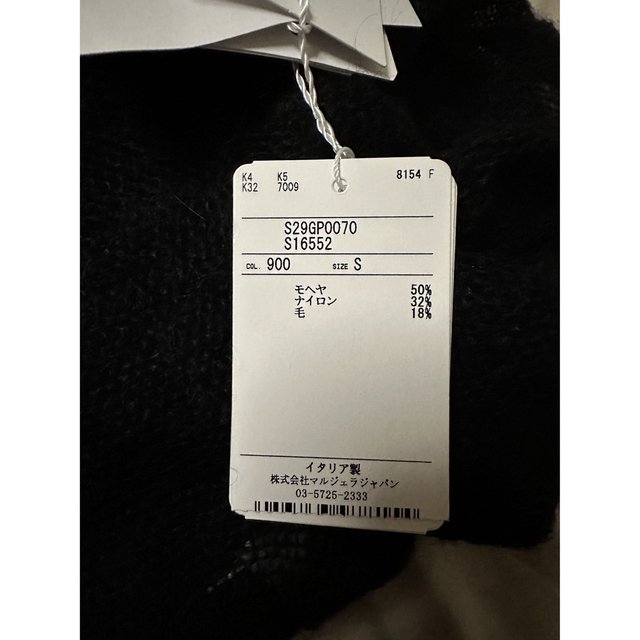 K4 K5 8154 F
K32 7009
S29GP0070
S16552
COL. 900 SIZE S
モヘヤ 50%
ナイロン 32%
毛 18%
イタリア製
株式会社マルジェラジャパン
03-5725-2333